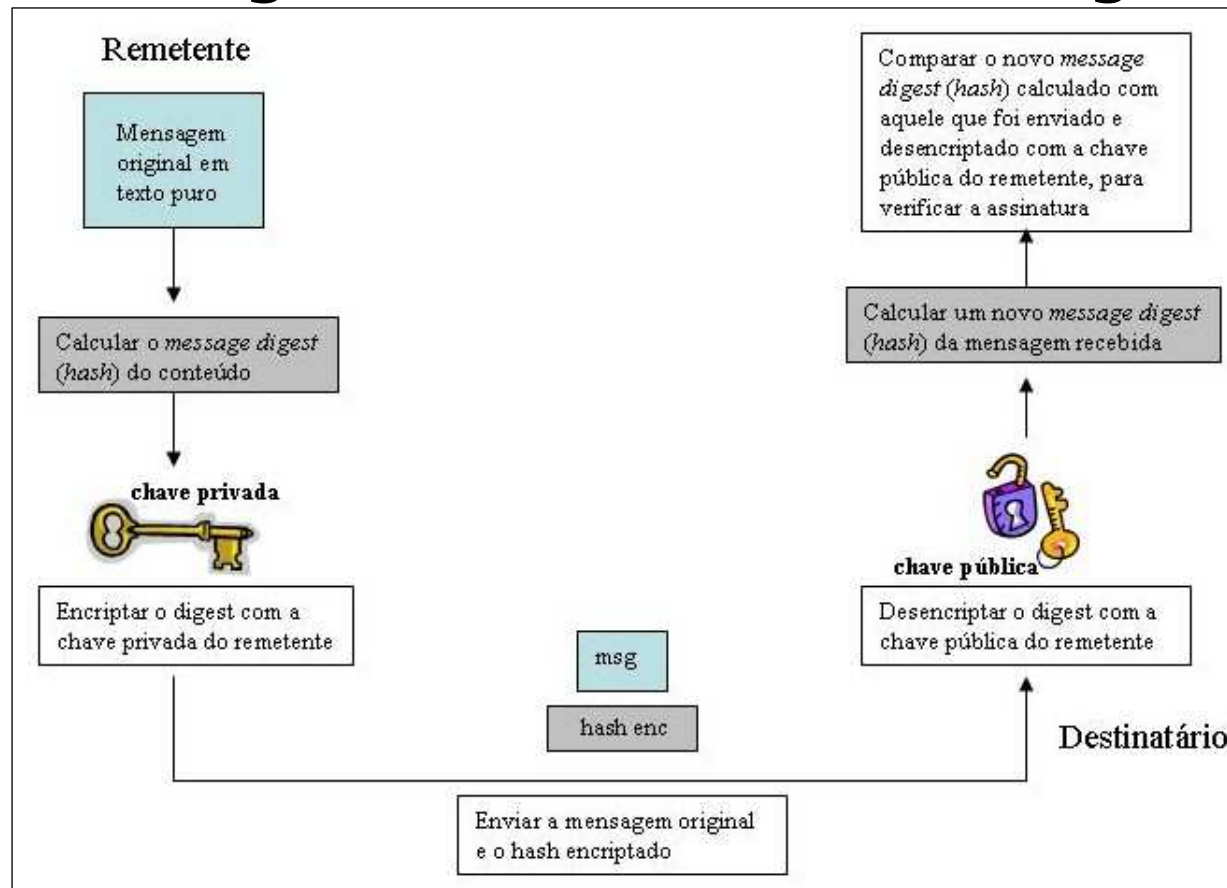 Remetente
Mensagem
original em
texto puro
Calcular o message digest
(hash) do conteúdo
chave privada
Encriptar o digest com a
chave privada do remetente
msg
hash enc
Enviar a mensagem original
e o hash encriptado
Destinatário
Desencriptar o digest com a
chave pública do remetente
chave pública
Calcular um novo message digest
(hash) da mensagem recebida
Comparar o novo message
digest (hash) calculado com
aquele que foi enviado e
desencriptado com a chave
pública do remetente, para
verificar a assinatura